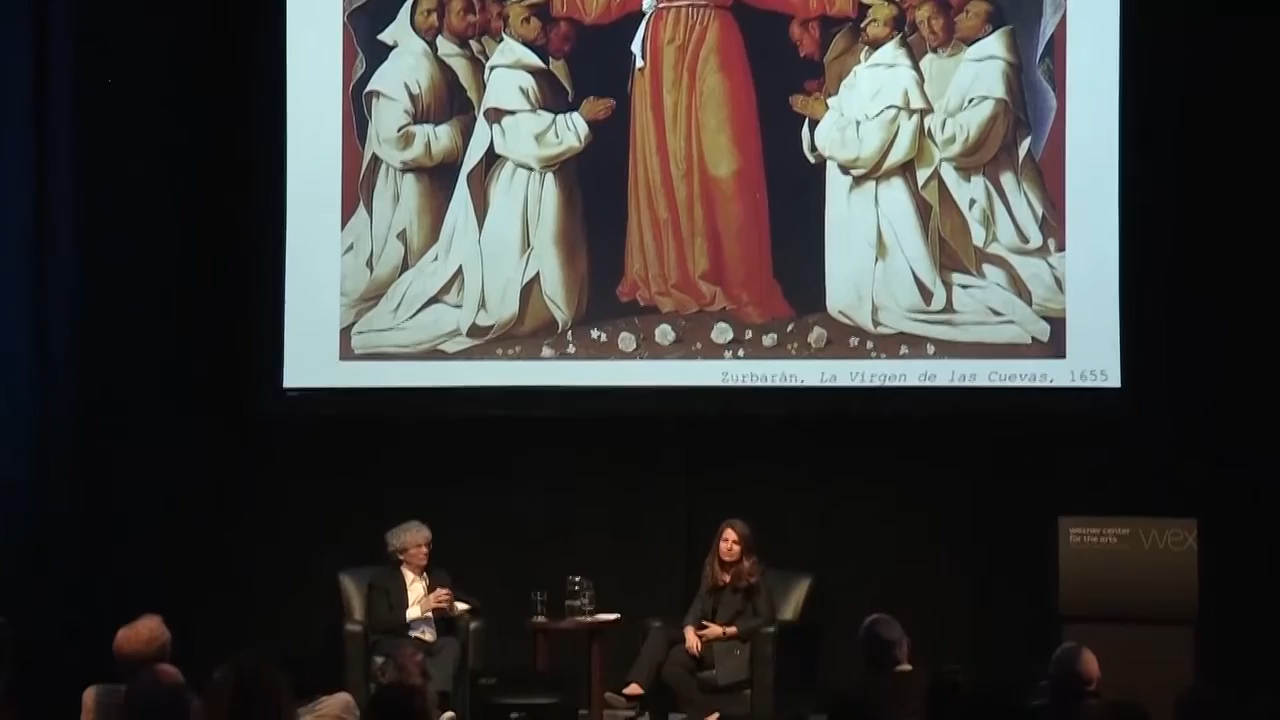 Zurbarán, La Virgen de las Cuevas, 1655
wexner center
for the arts
wex